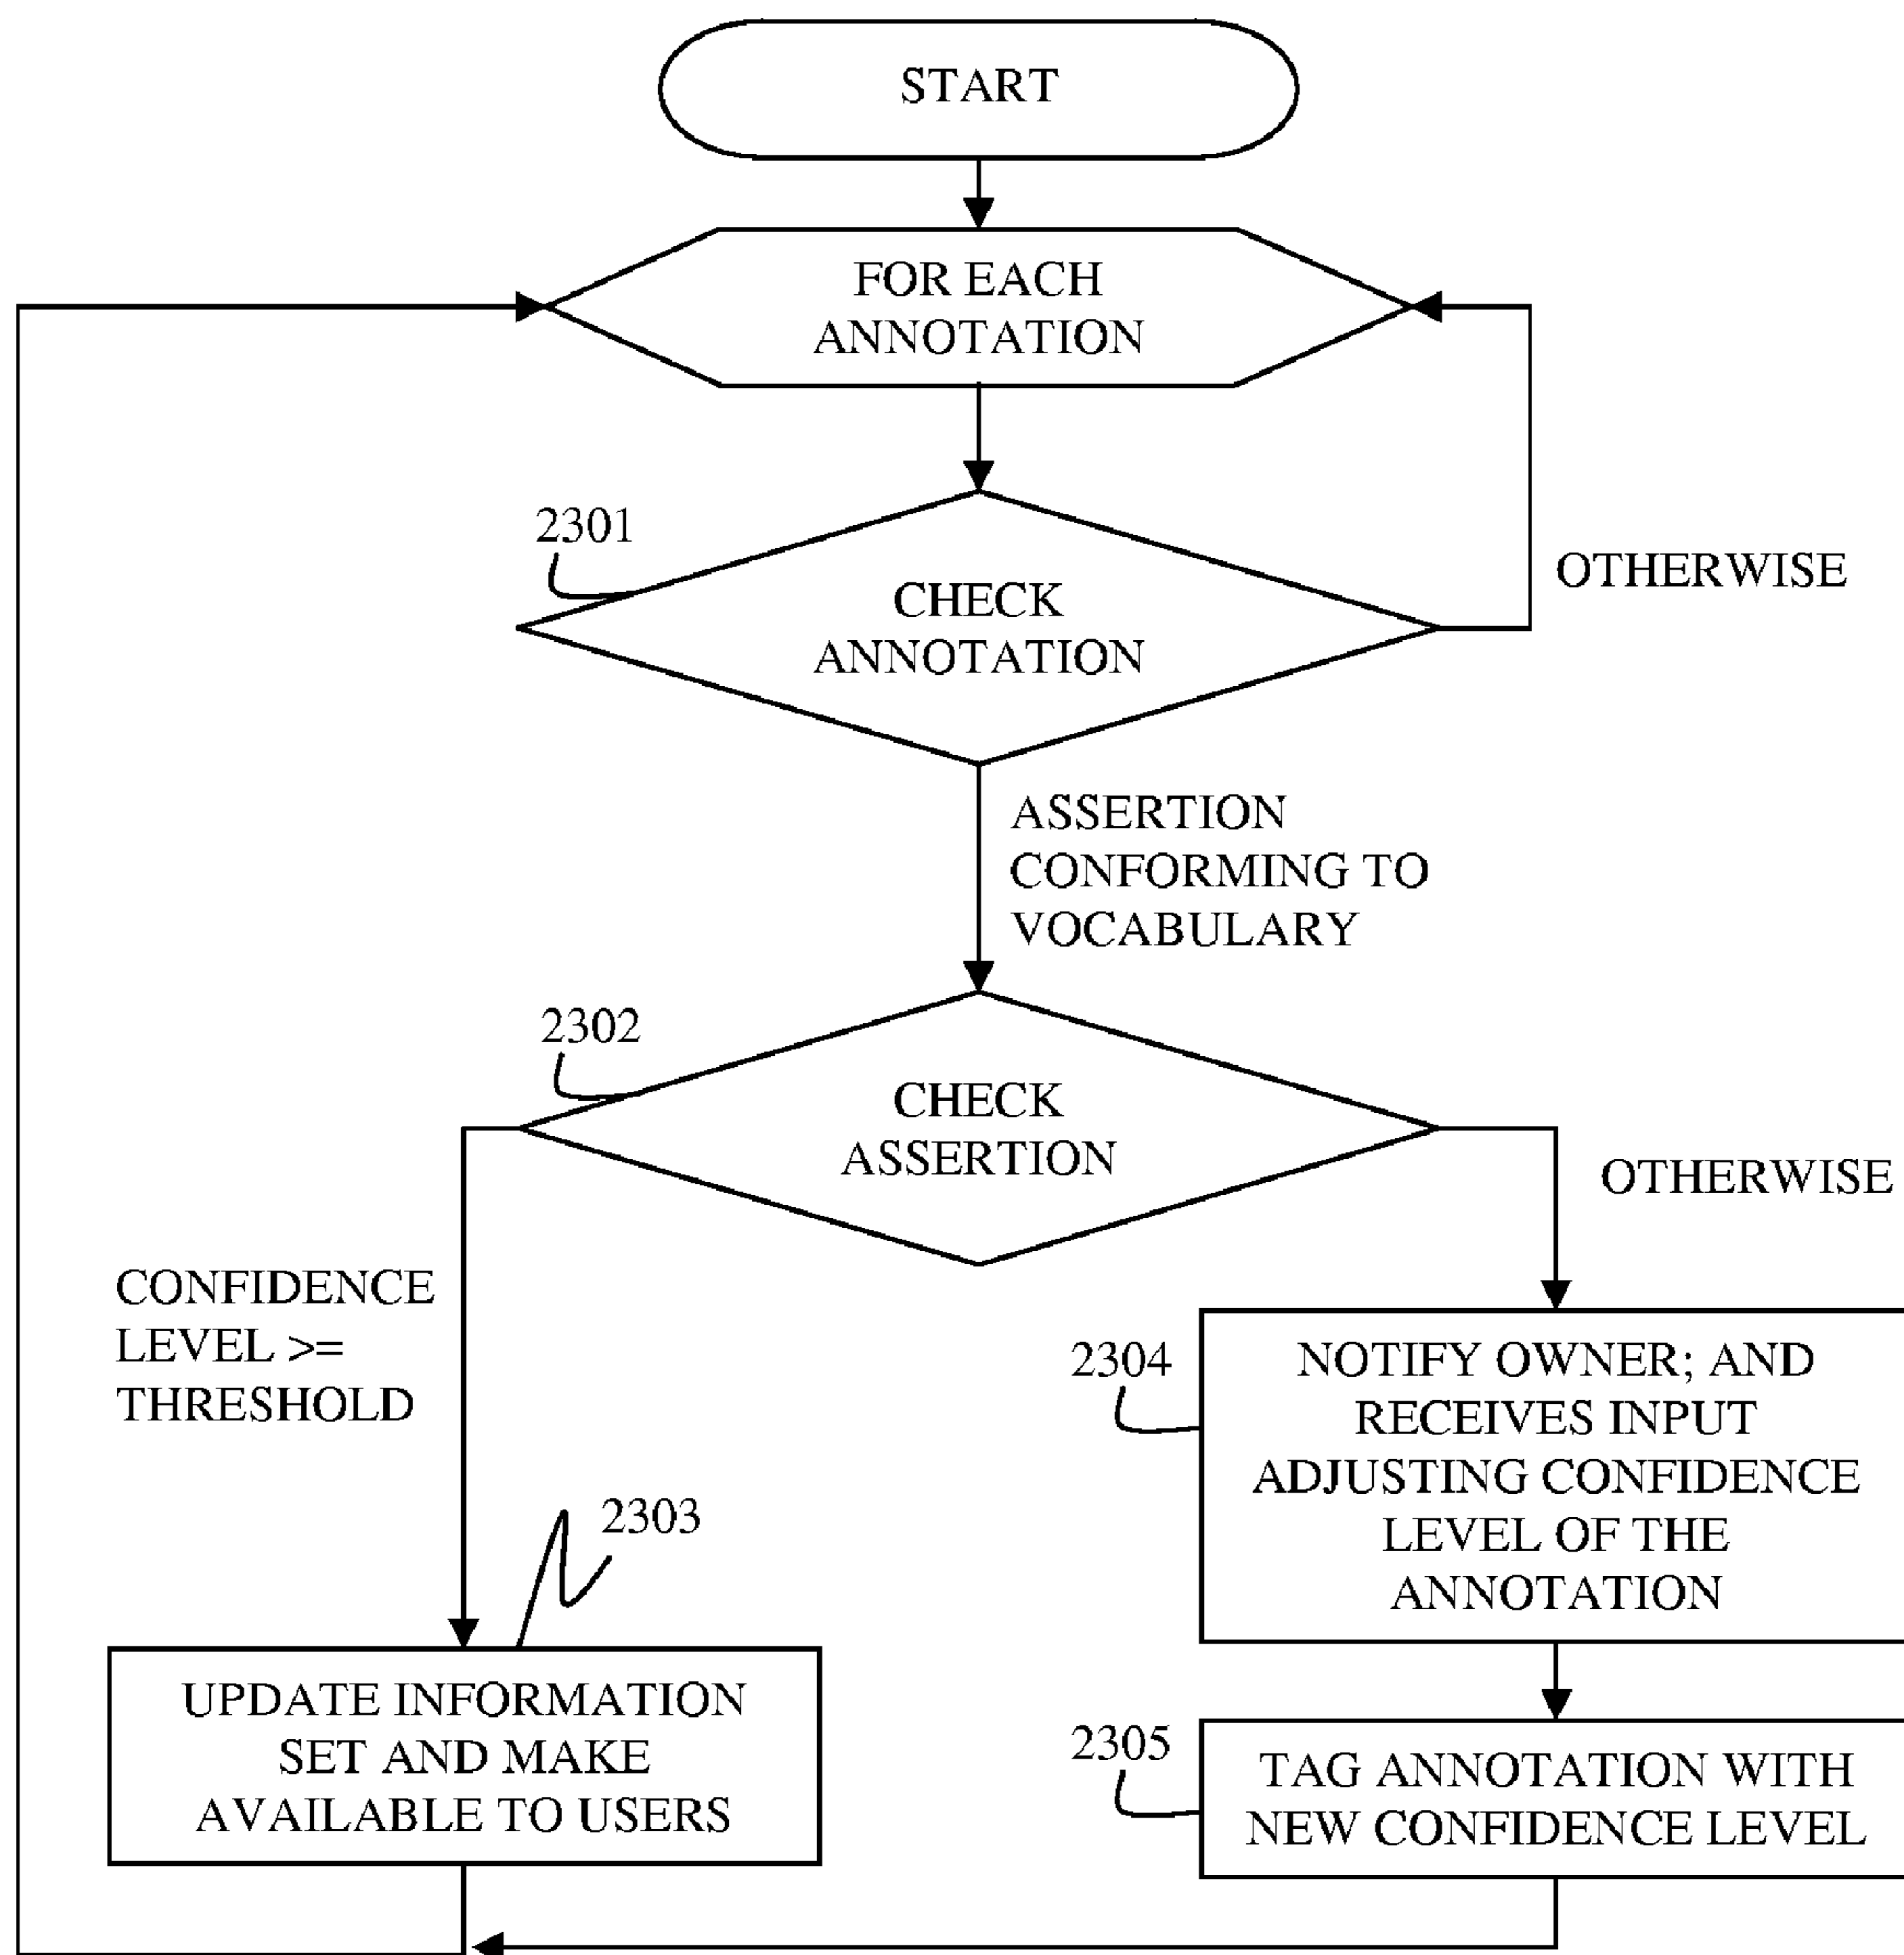 START
FOR EACH
ANNOTATION
2301
CHECK
ANNOTATION
OTHERWISE
ASSERTION
CONFORMING TO
VOCABULARY
2302
CHECK
ASSERTION
OTHERWISE
CONFIDENCE
LEVEL >=
THRESHOLD
2304
NOTIFY OWNER; AND
RECEIVES INPUT
ADJUSTING CONFIDENCE
LEVEL OF THE
ANNOTATION
2303
UPDATE INFORMATION
SET AND MAKE
AVAILABLE TO USERS
2305
TAG ANNOTATION WITH
NEW CONFIDENCE LEVEL